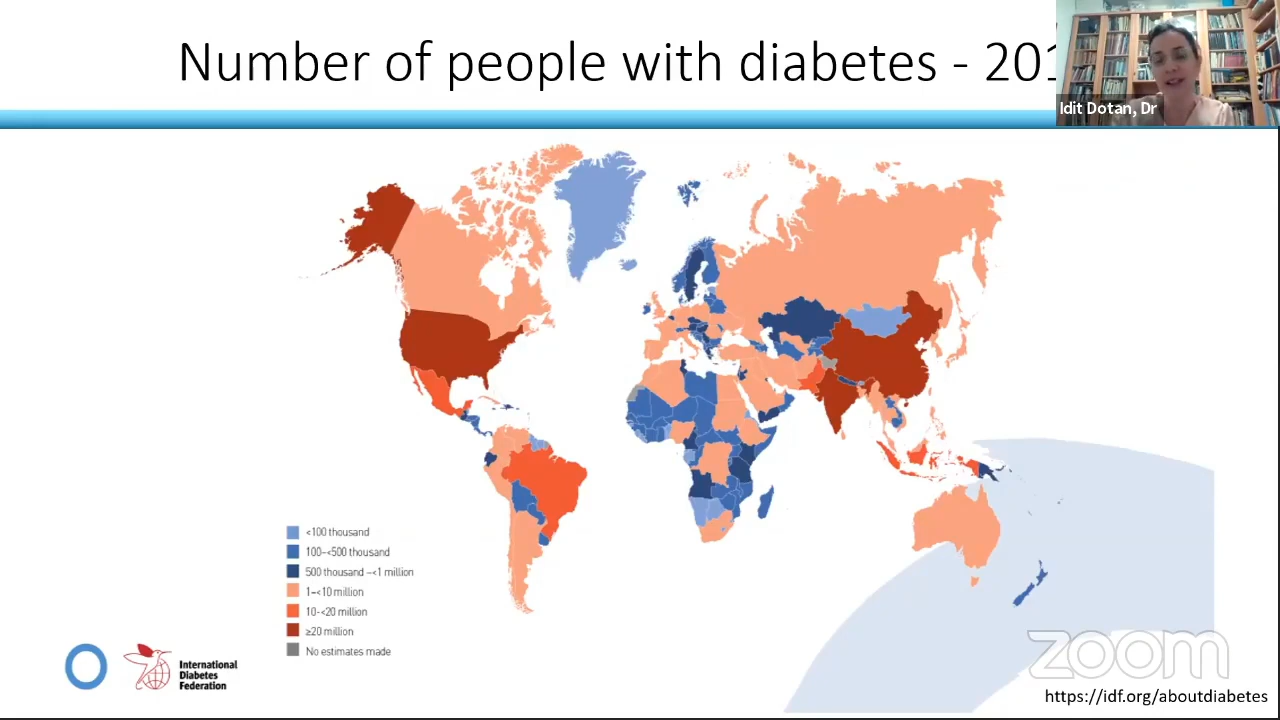 Number of people with diabetes - 201
Idit Dotan, Dr
<100 thousand
100-<500 thousand
500 thousand –<1 million
1–<10 million
10-<20 million
≥20 million
No estimates made
International
Diabetes
Federation
zoom
https://idf.org/aboutdiabetes